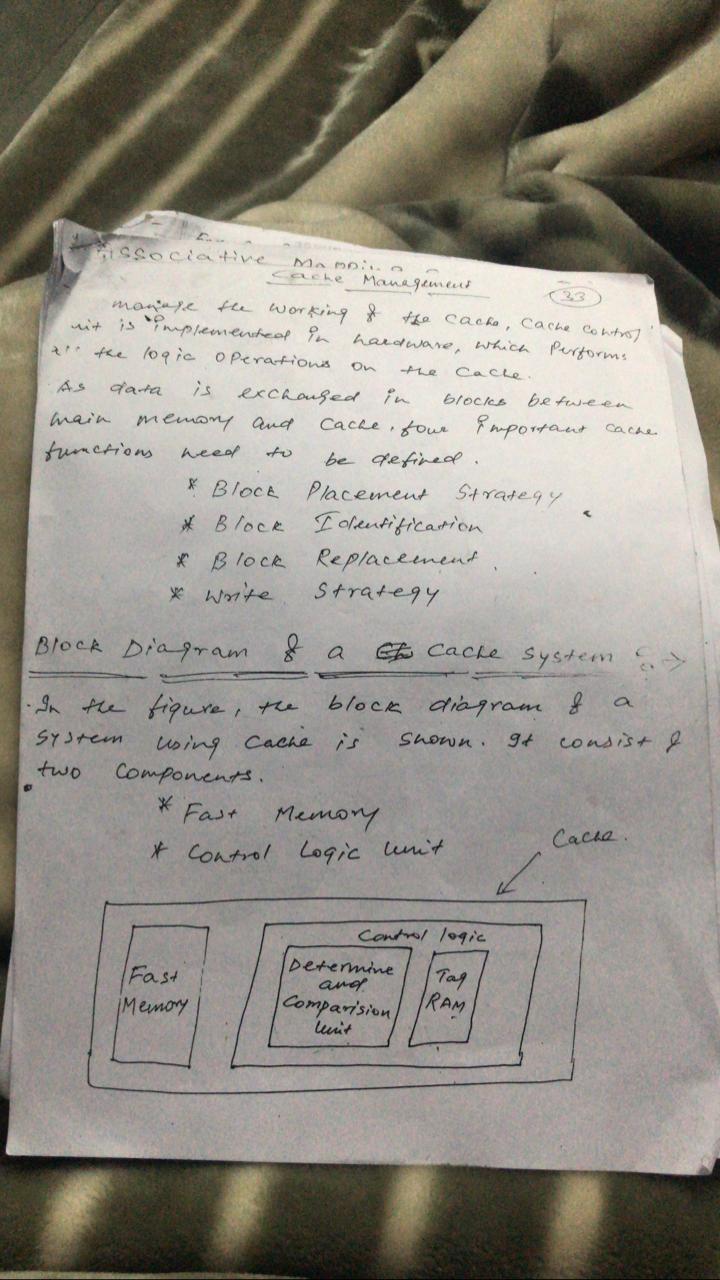 Associative Mapping
Cache Management
33
manage the working of the cache, cache control
unit is implemented in hardware, which performs
all the logic operations on the cache.
As data is exchanged in blocks between
main memory and cache, four important cache
functions need to be defined.
* Block Placement Strategy
* Block Identification
* Block Replacement.
* Write Strategy
Block Diagram of a Cache System :->
In the figure, the block diagram of a
system using cache is shown. It consist of
two components.
* Fast Memory
* Control Logic Unit
Cache.
Control logic
Fast
Memory
Determine
and
Comparision
Unit
Tag
RAM